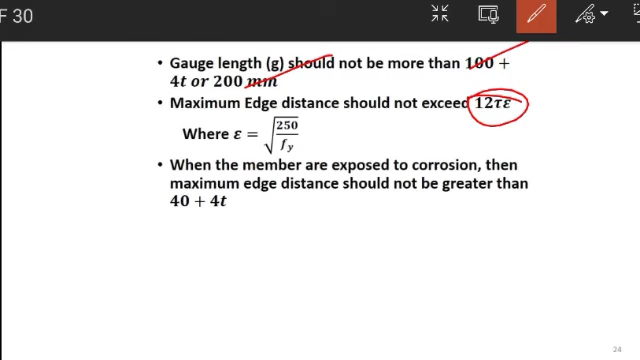 F 30
• Gauge length (g) should not be more than 100 +
4t or 200 mm
• Maximum Edge distance should not exceed 12τε
Where ε = √(250/f_y)
• When the member are exposed to corrosion, then
maximum edge distance should not be greater than
40 + 4t
24